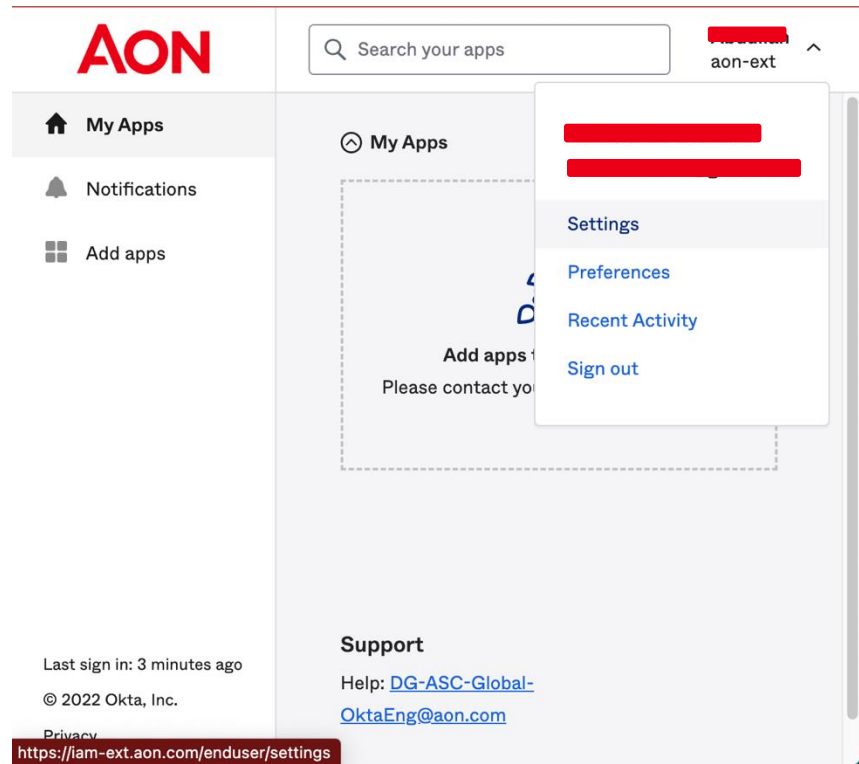 AON
Search your apps
aon-ext
My Apps
Notifications
Add apps
My Apps
Settings
Preferences
Recent Activity
Sign out
Add apps
Please contact
Support
Help: DG-ASC-Global-
OktaEng@aon.com
Last sign in: 3 minutes ago
© 2022 Okta, Inc.
Privacy
https://iam-ext.aon.com/enduser/settings